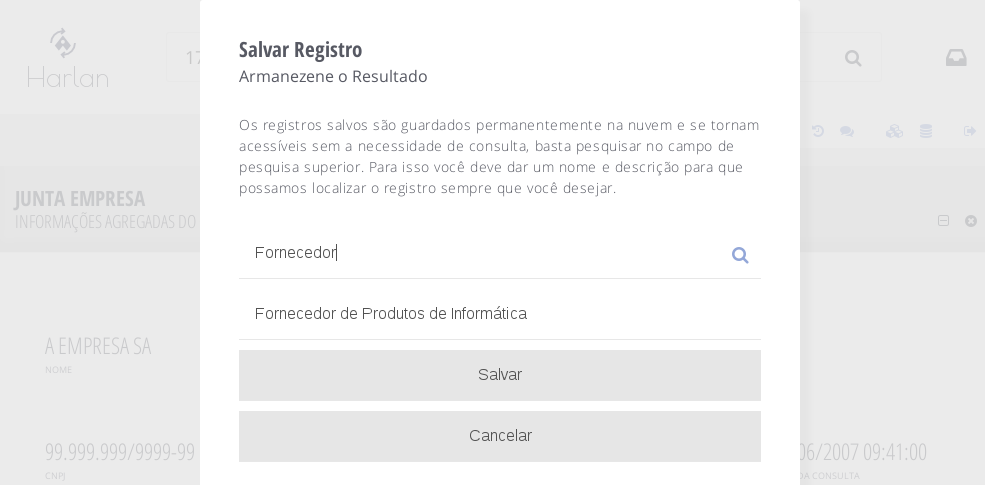 Harlan
17
Salvar Registro
Armanezene o Resultado
Os registros salvos são guardados permanentemente na nuvem e se tornam
acessíveis sem a necessidade de consulta, basta pesquisar no campo de
pesquisa superior. Para isso você deve dar um nome e descrição para que
possamos localizar o registro sempre que você desejar.
JUNTA EMPRESA
INFORMAÇÕES AGREGADAS DO
Fornecedor
Fornecedor de Produtos de Informática
Salvar
Cancelar
A EMPRESA SA
NOME
99.999.999/9999-99
06/2007 09:41:00
CNPJ
DA CONSULTA